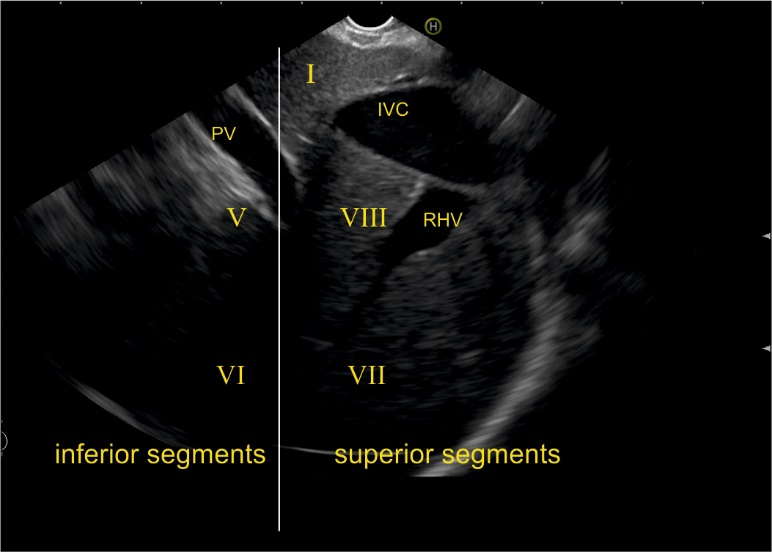 H
I
IVC
PV
V
VIII
RHV
VI
VII
inferior segments
superior segments